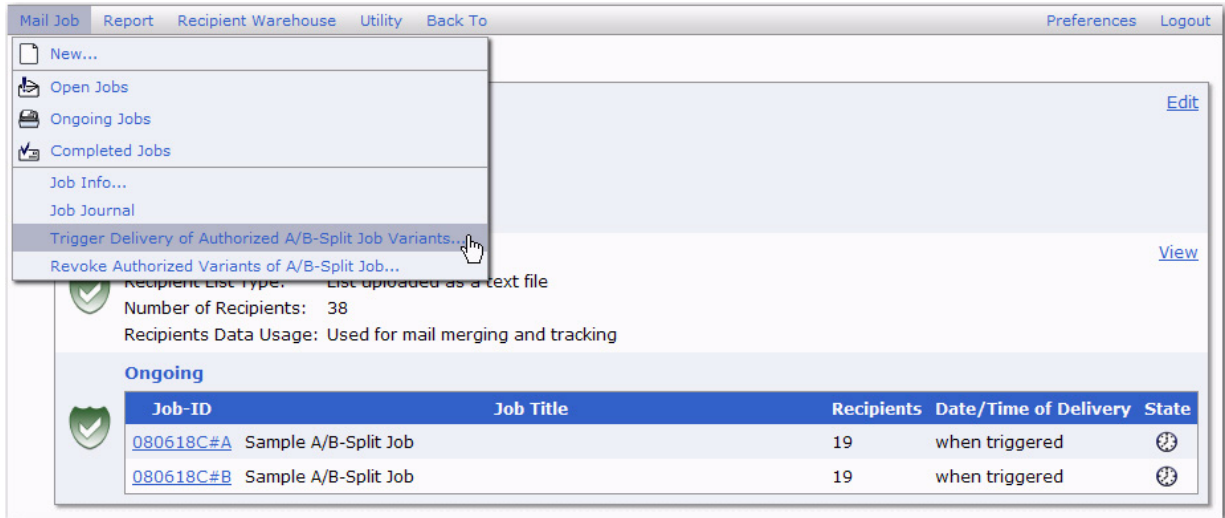 Mail Job Report Recipient Warehouse Utility Back To Preferences Logout
New...
Open Jobs
Edit
Ongoing Jobs
Completed Jobs
Job Info...
Job Journal
Trigger Delivery of Authorized A/B-Split Job Variants...
View
Revoke Authorized Variants of A/B-Split Job...
Recipient List Type: List uploaded as a text file
Number of Recipients: 38
Recipients Data Usage: Used for mail merging and tracking
Ongoing
Job-ID Job Title Recipients Date/Time of Delivery State
080618C#A Sample A/B-Split Job 19 when triggered
080618C#B Sample A/B-Split Job 19 when triggered